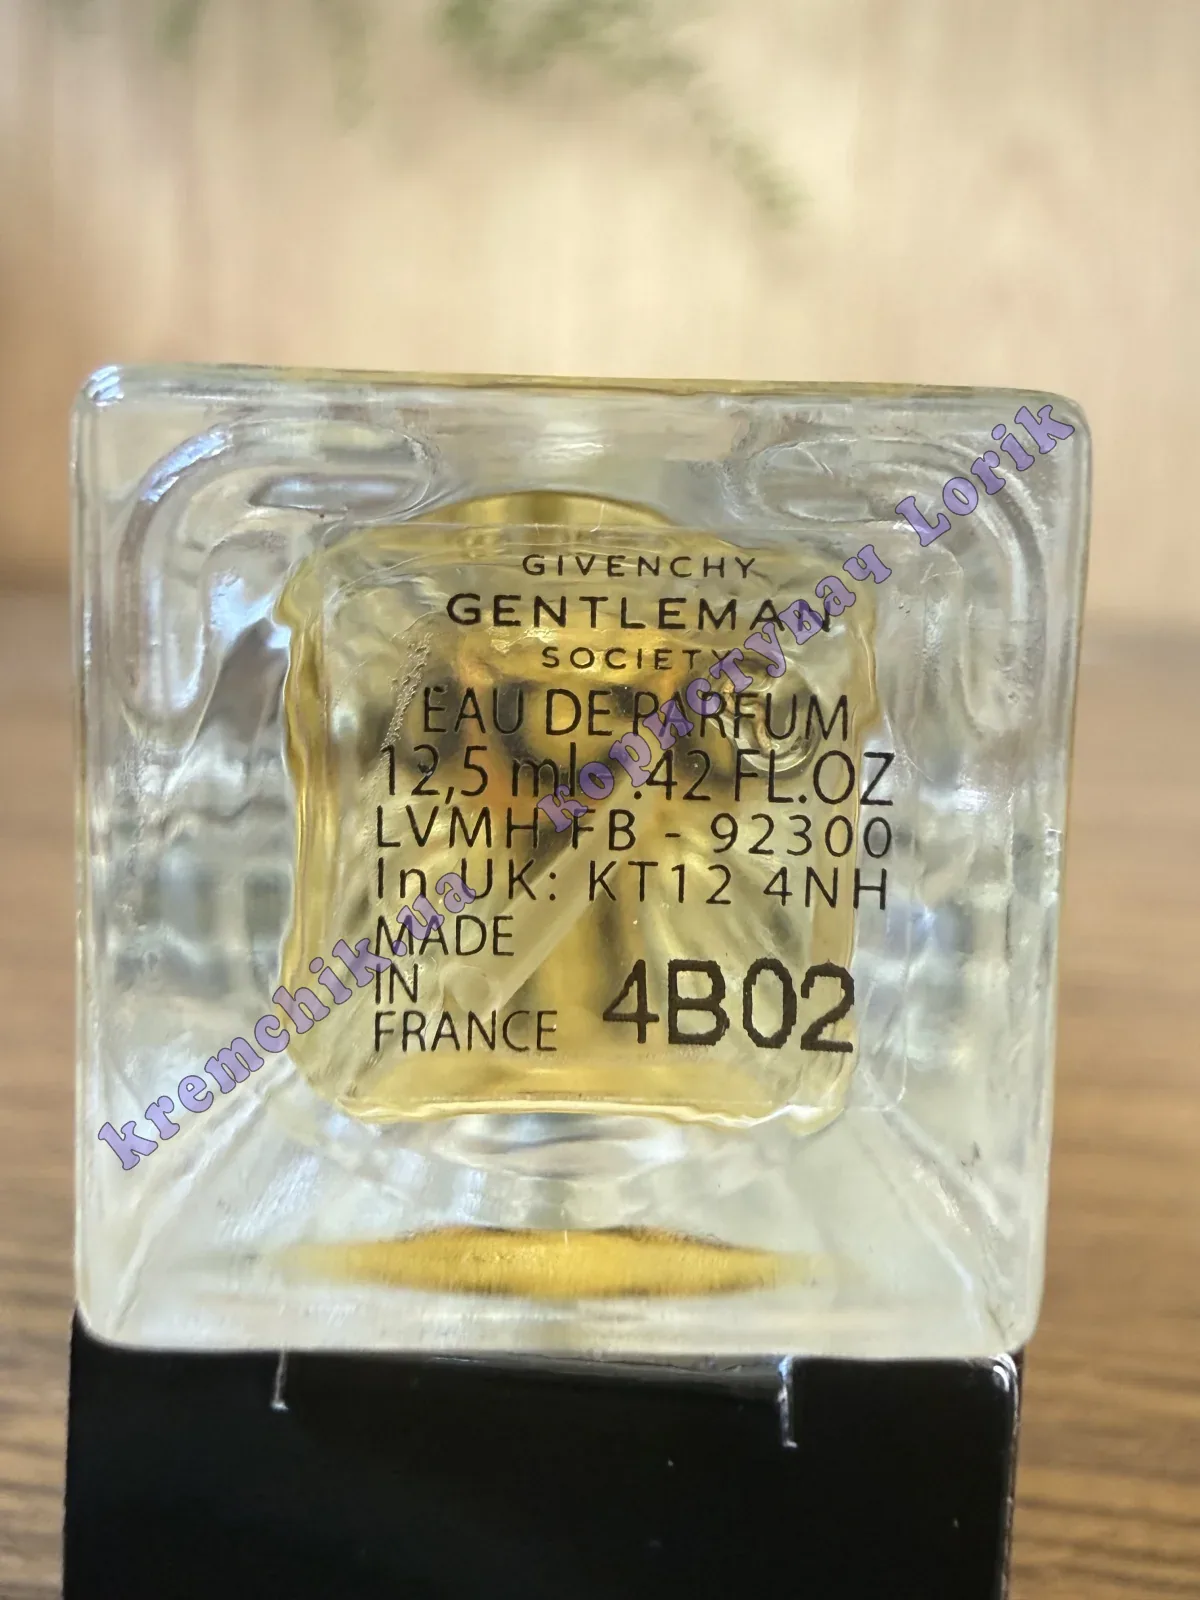 GIVENCHY
GENTLEMAN
SOCIETY
EAU DE PARFUM
12,5 ml - .42 FL.OZ
LVMH FB - 92300
In UK: KT12 4NH
MADE
IN
FRANCE
4B02
kremchik.ua користувач Lorik